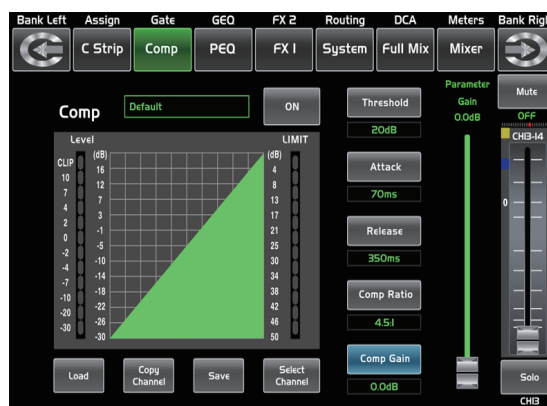 Bank Left Assign Gate GEQ FX 2 Routing DCA Meters Bank Righ
C Strip Comp PEQ FX 1 System Full Mix Mixer
Parameter
Gain
0.0dB
Mute
OFF
CH13-14
0
Solo
CH13
Comp Default ON
Level LIMIT
CLIP
10
7
4
2
0
-2
-4
-7
-10
-20
-30
(dB)
16
12
7
3
-1
-5
-10
-14
-18
-22
-26
-30
(dB)
4
8
13
17
21
25
30
34
38
42
46
50
Threshold
20dB
Attack
70ms
Release
350ms
Comp Ratio
4.5:1
Comp Gain
0.0dB
Load Copy Channel Save Select Channel